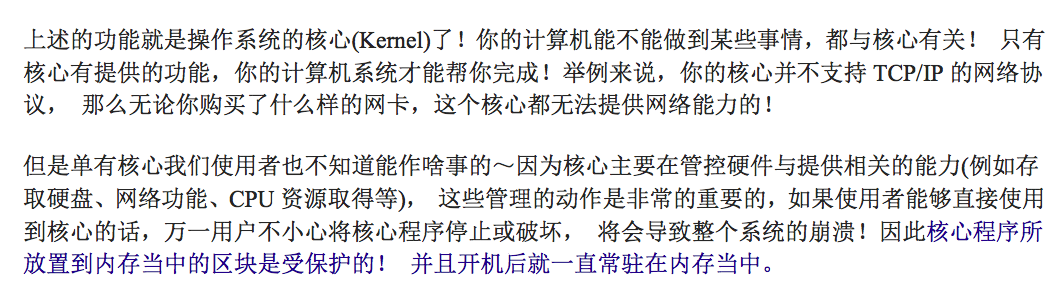 上述的功能就是操作系统的核心(Kernel)了！你的计算机能不能做到某些事情，都与核心有关！ 只有
核心有提供的功能，你的计算机系统才能帮你完成！举例来说，你的核心并不支持 TCP/IP 的网络协
议， 那么无论你购买了什么样的网卡，这个核心都无法提供网络能力的！
但是单有核心我们使用者也不知道能作啥事的～因为核心主要在管控硬件与提供相关的能力(例如存
取硬盘、网络功能、CPU 资源取得等)， 这些管理的动作是非常的重要的，如果使用者能够直接使用
到核心的话，万一用户不小心将核心程序停止或破坏， 将会导致整个系统的崩溃！因此核心程序所
放置到内存当中的区块是受保护的！ 并且开机后就一直常驻在内存当中。